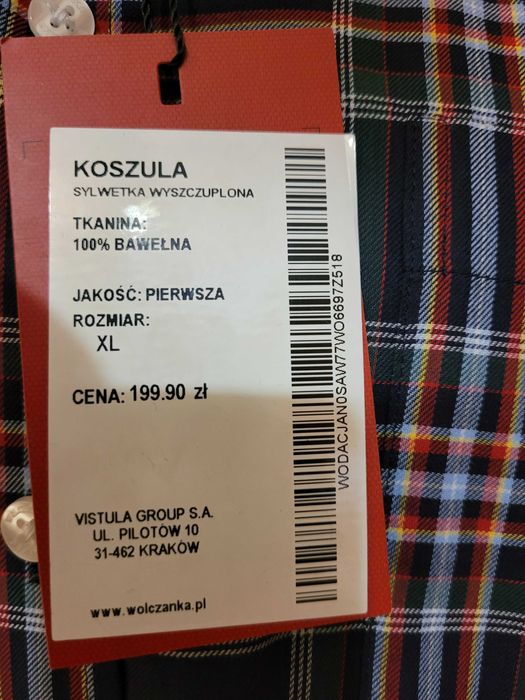 KOSZULA
SYLWETKA WYSZCZUPLONA
TKANINA:
100% BAWEŁNA
JAKOŚĆ: PIERWSZA
ROZMIAR:
XL
CENA: 199.90 zł
VISTULA GROUP S.A.
UL. PILOTÓW 10
31-462 KRAKÓW
www.wolczanka.pl
WODACJAN0SAW77WO6697Z518